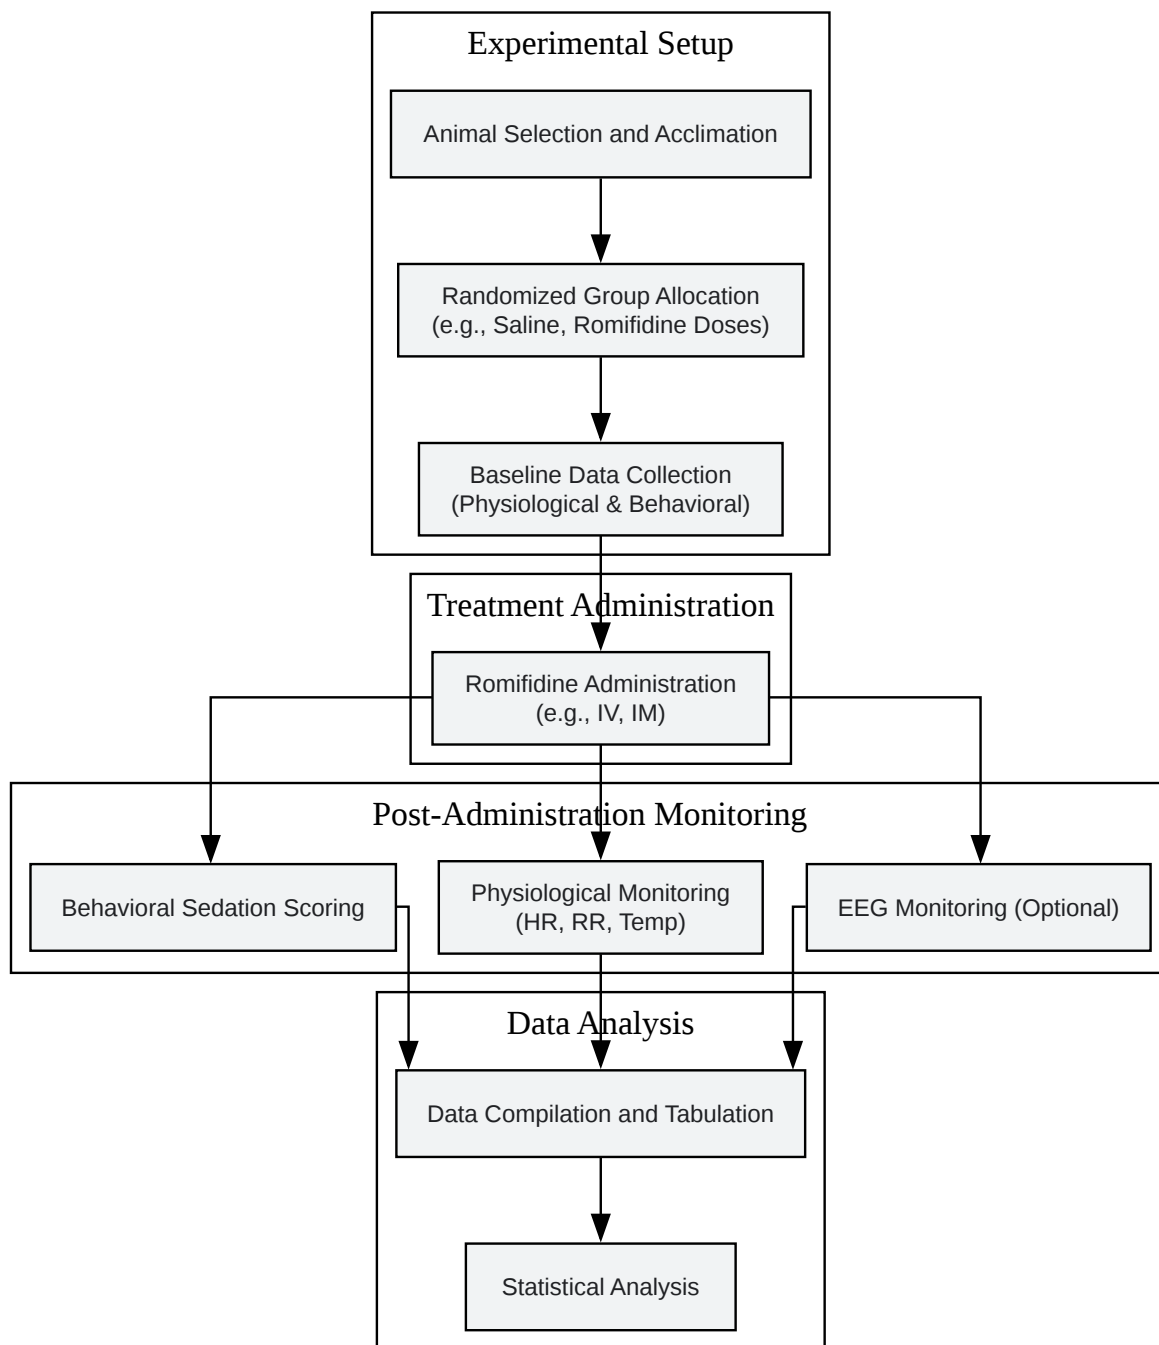 Experimental Setup
Animal Selection and Acclimation
Randomized Group Allocation
(e.g., Saline, Romifidine Doses)
Baseline Data Collection
(Physiological & Behavioral)
Treatment Administration
Romifidine Administration
(e.g., IV, IM)
Post-Administration Monitoring
Behavioral Sedation Scoring
Physiological Monitoring
(HR, RR, Temp)
EEG Monitoring (Optional)
Data Analysis
Data Compilation and Tabulation
Statistical Analysis